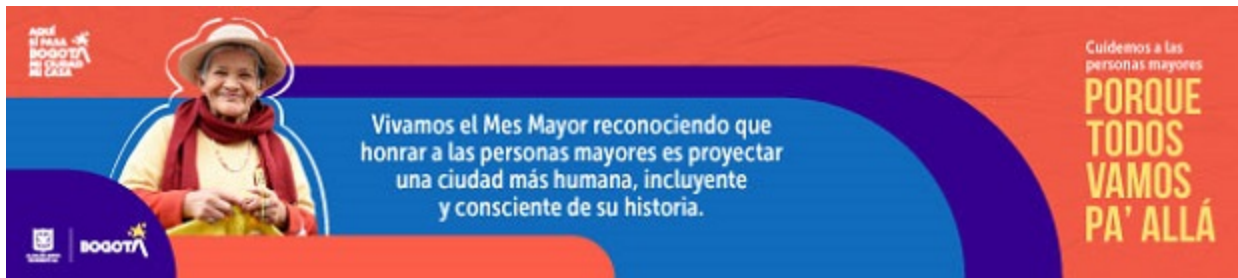 AQUÍ
SÍ PASA
BOGOTÁ
MI CIUDAD
MI CASA
Vivamos el Mes Mayor reconociendo que
honrar a las personas mayores es proyectar
una ciudad más humana, incluyente
y consciente de su historia.
Cuidemos a las
personas mayores
PORQUE
TODOS
VAMOS
PA' ALLÁ
BOGOTÁ